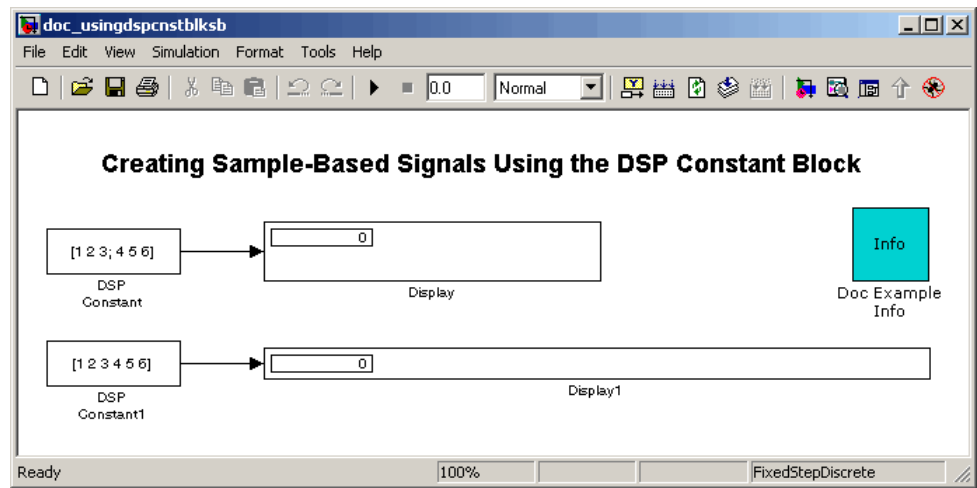 doc_usingdspcnstblksb
File Edit View Simulation Format Tools Help
0.0 Normal
Creating Sample-Based Signals Using the DSP Constant Block
[1 2 3; 4 5 6]
0
Info
DSP
Constant
Display
Doc Example
Info
[1 2 3 4 5 6]
0
DSP
Constant1
Display1
Ready 100% FixedStepDiscrete